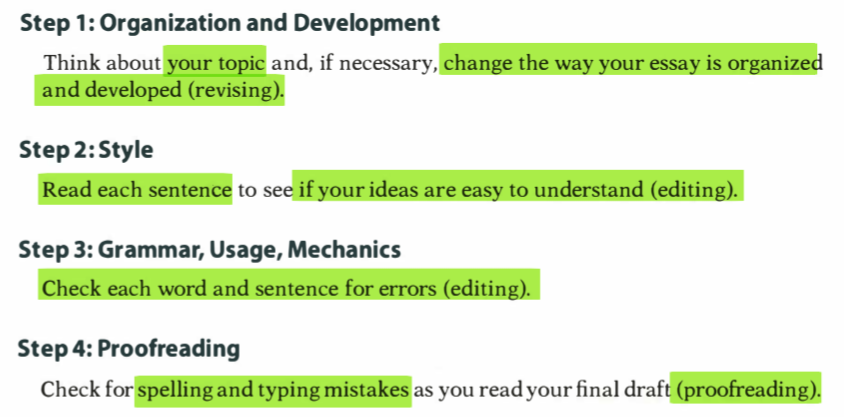 Step 1: Organization and Development
Think about your topic and, if necessary, change the way your essay is organized
and developed (revising).
Step 2: Style
Read each sentence to see if your ideas are easy to understand (editing).
Step 3: Grammar, Usage, Mechanics
Check each word and sentence for errors (editing).
Step 4: Proofreading
Check for spelling and typing mistakes as you read your final draft (proofreading).